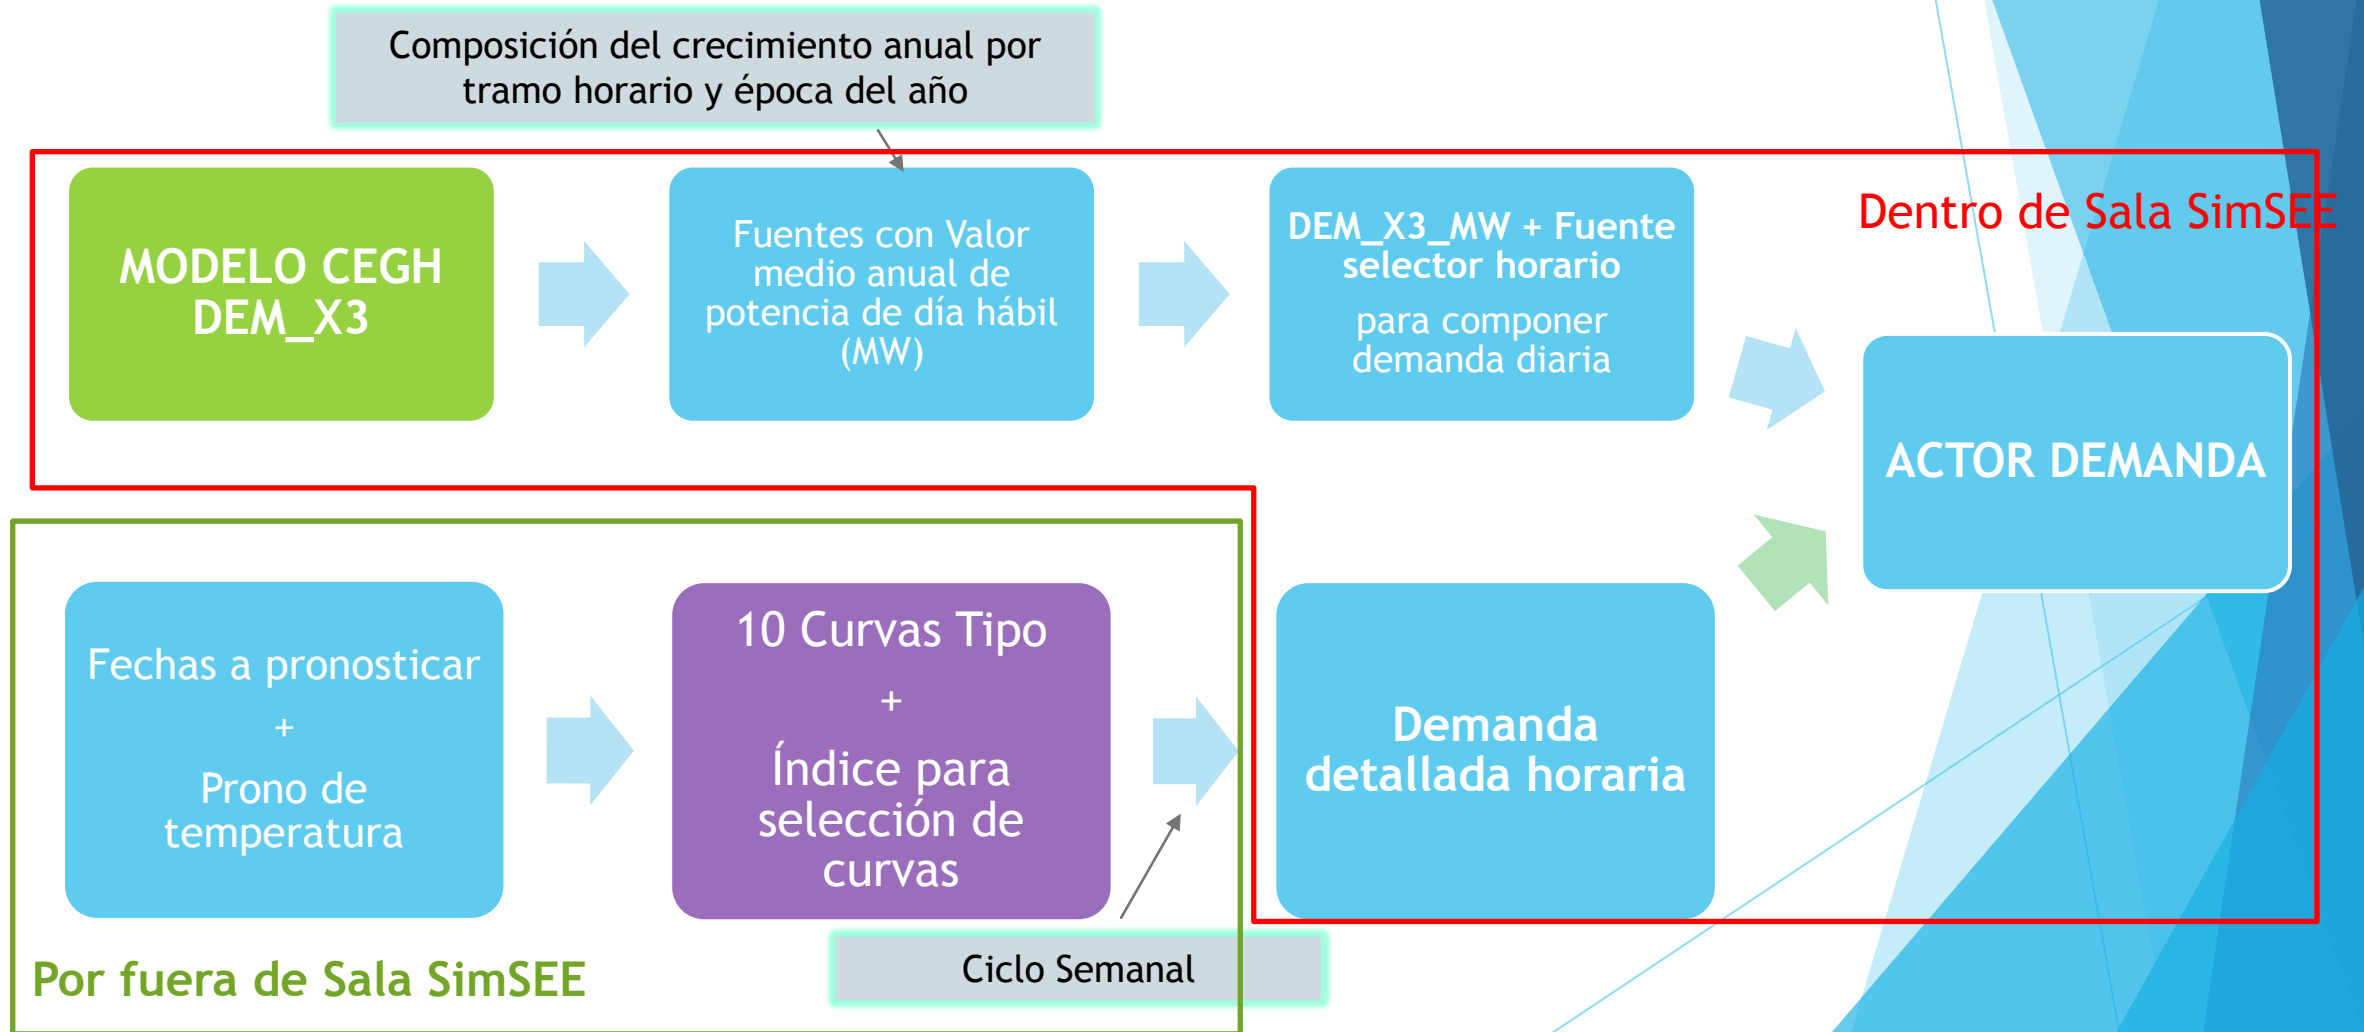 Composición del crecimiento anual por
tramo horario y época del año
Dentro de Sala SimSEE
MODELO CEGH
DEM_X3
Fuentes con Valor
medio anual de
potencia de día hábil
(MW)
DEM_X3_MW + Fuente
selector horario
para componer
demanda diaria
ACTOR DEMANDA
Fechas a pronosticar
+
Prono de
temperatura
10 Curvas Tipo
+
Índice para
selección de
curvas
Demanda
detallada horaria
Por fuera de Sala SimSEE
Ciclo Semanal